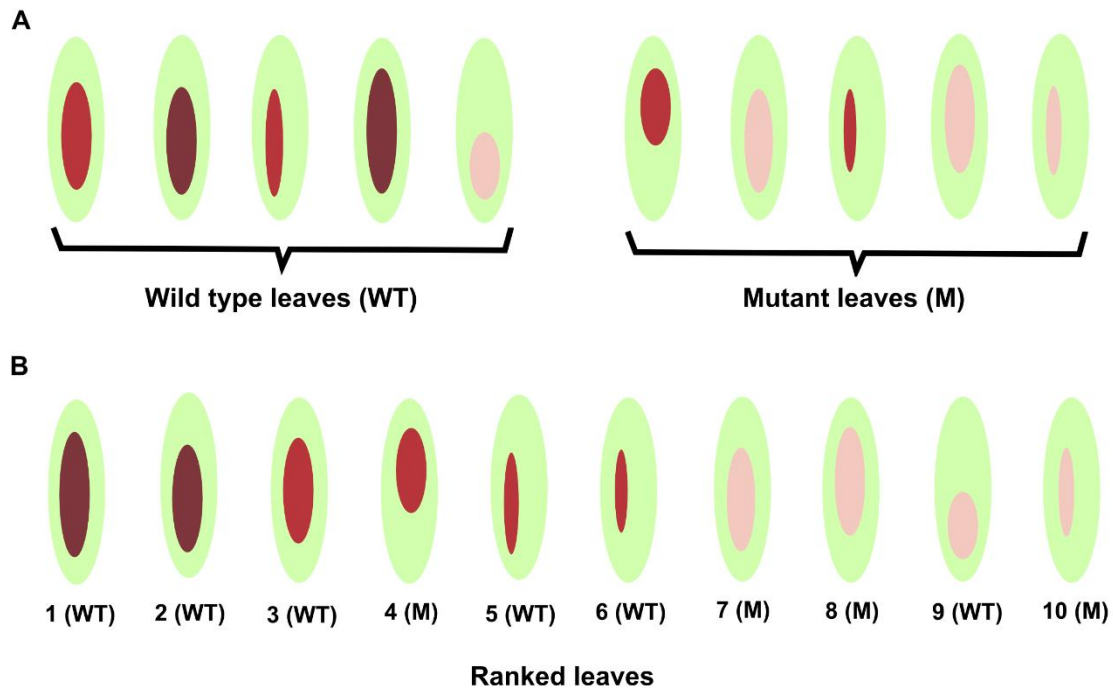 A
Wild type leaves (WT)
Mutant leaves (M)
B
1 (WT)
2 (WT)
3 (WT)
4 (M)
5 (WT)
6 (WT)
7 (M)
8 (M)
9 (WT)
10 (M)
Ranked leaves